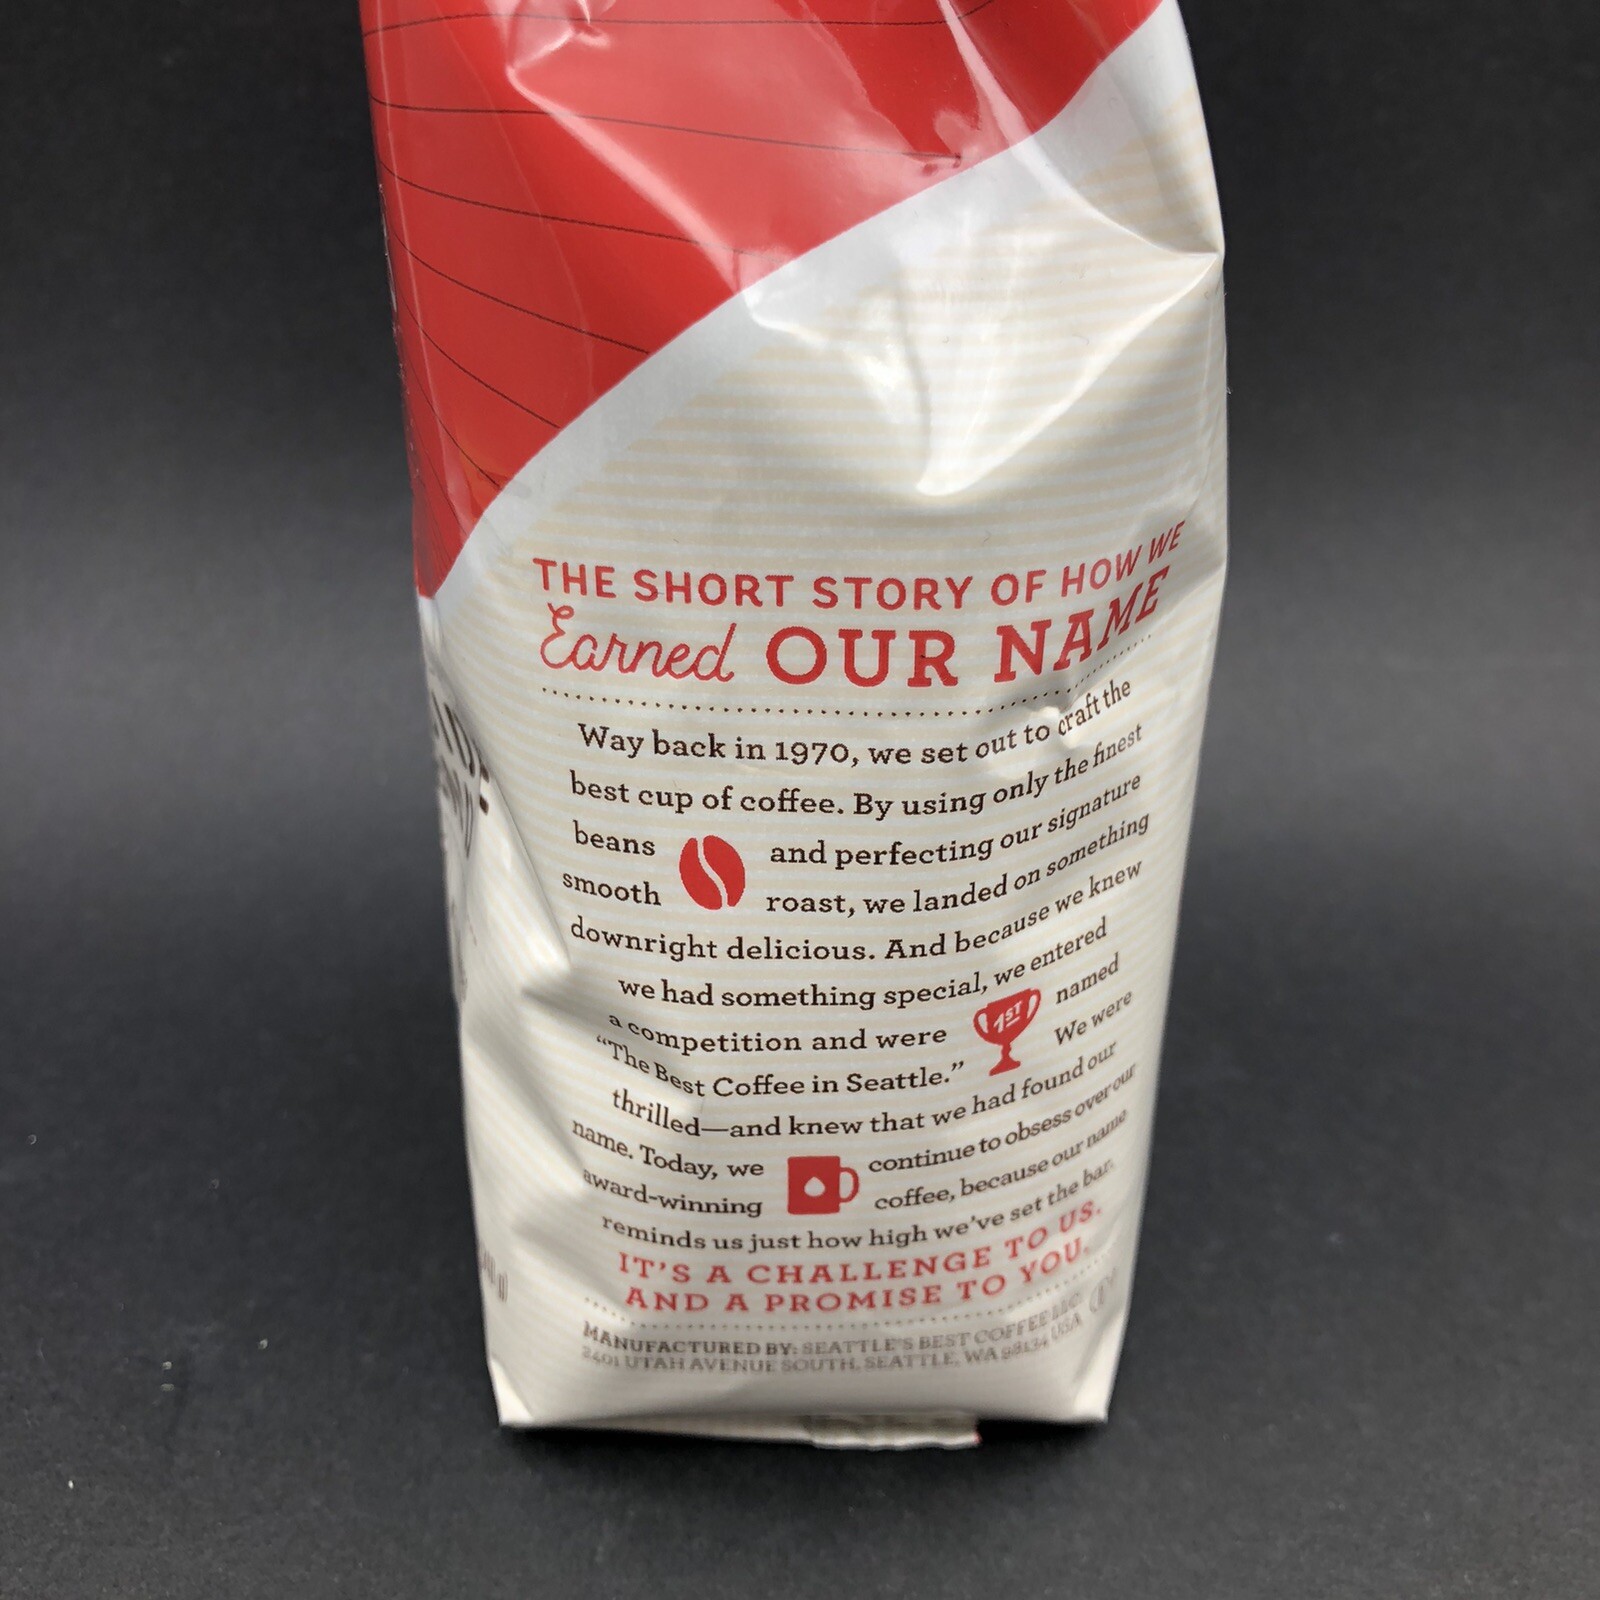 THE SHORT STORY OF HOW WE
Earned OUR NAME
Way back in 1970, we set out to craft the
best cup of coffee. By using only the finest
beans and perfecting our signature
smooth roast, we landed on something
downright delicious. And because we knew
we had something special, we entered
a competition and were named
“The Best Coffee in Seattle.” We were
thrilled—and knew that we had found our
name. Today, we continue to obsess over our
award-winning coffee, because our name
reminds us just how high we’ve set the bar.
IT’S A CHALLENGE TO US.
AND A PROMISE TO YOU.
MANUFACTURED BY: SEATTLE’S BEST COFFEE LLC.
2401 UTAH AVENUE SOUTH, SEATTLE, WA 98134 USA
1ST